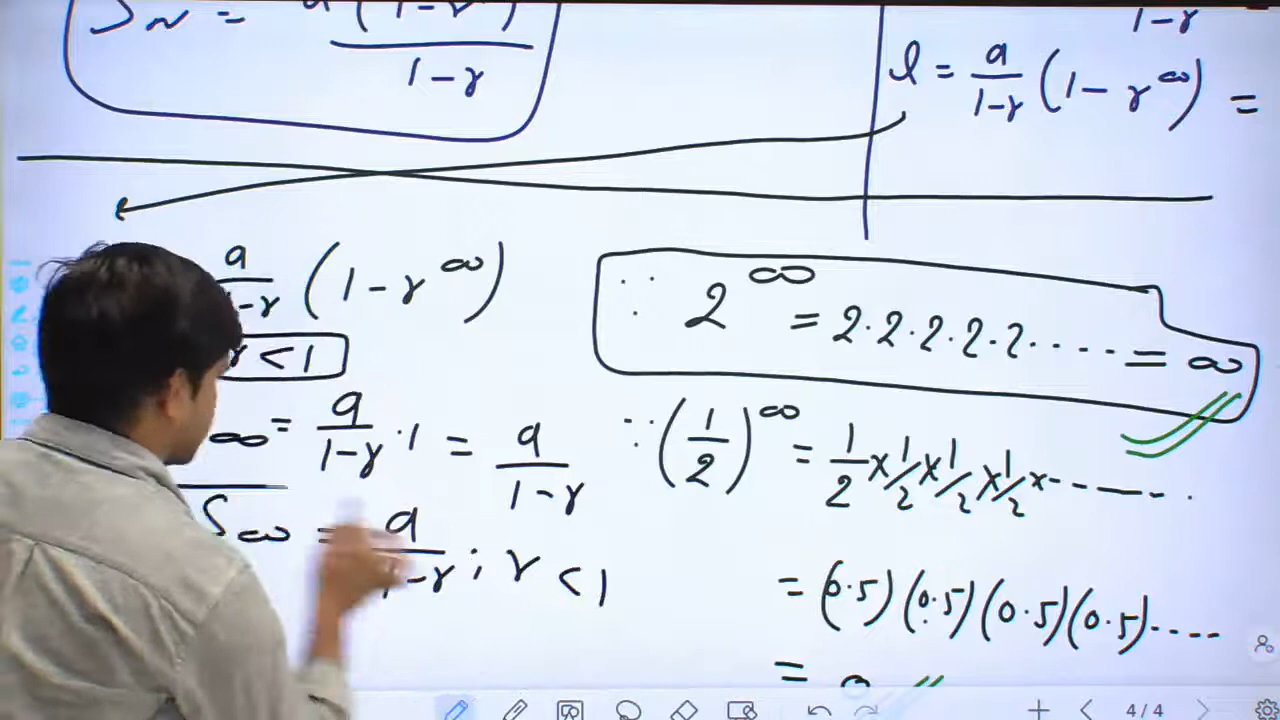 Sₙ = a(1-r )/(1-r)
1-r
l = a/(1-r) (1 - r^∞) =
a/(1-r) (1 - r^∞)
r < 1
∞ = a/(1-r) · 1 = a/(1-r)
S∞ = a/(1-r) ; r < 1
∵ 2^∞ = 2·2·2·2·2····· = ∞
∵ (1/2)^∞ = 1/2 × 1/2 × 1/2 × 1/2 × ------ .
= (0.5) (0.5) (0.5) (0.5) ·----
=
4 / 4